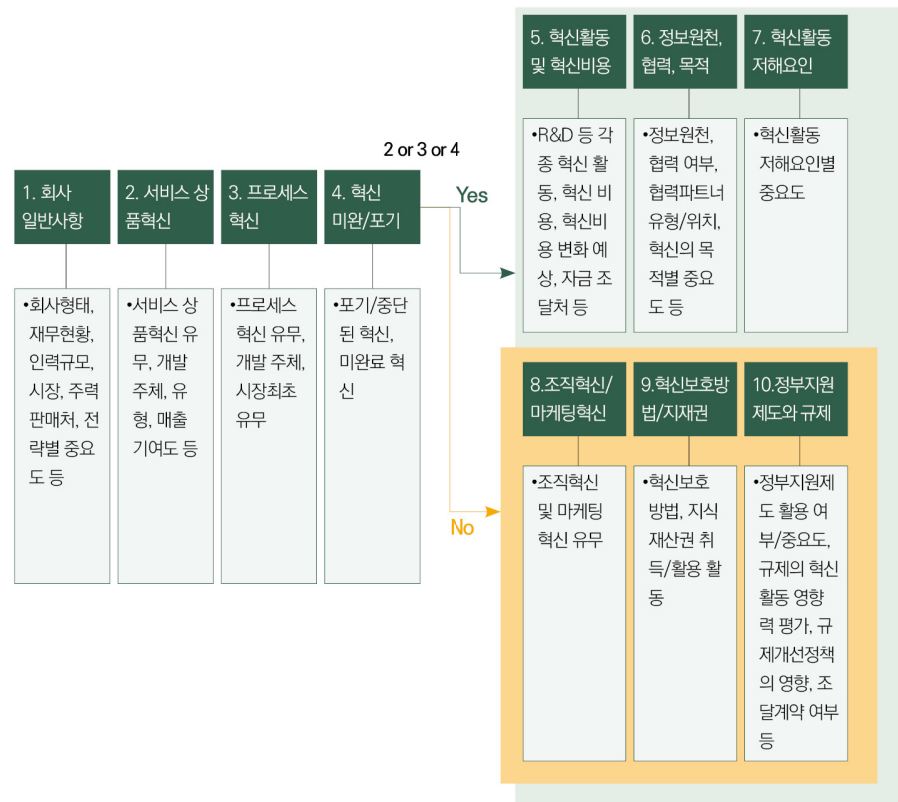 5. 혁신활동
및 혁신비용
6. 정보원천,
협력, 목적
7. 혁신활동
저해요인
•R&D 등 각
종 혁신 활
동, 혁신 비
용, 혁신비
용 변화 예
상, 자금 조
달처 등
•정보원천,
협력 여부,
협력파트너
유형/위치,
혁신의 목
적별 중요
도 등
•혁신활동
저해요인별
중요도
2 or 3 or 4
Yes
1. 회사
일반사항
2. 서비스 상
품혁신
3. 프로세스
혁신
4. 혁신
미완/포기
•회사형태,
재무현황,
인력규모,
시장, 주력
판매처, 전
략별 중요
도 등
•서비스 상
품혁신 유
무, 개발
주체, 유
형, 매출
기여도 등
•프로세스
혁신 유무,
개발 주체,
시장최초
유무
•포기/중단
된 혁신,
미완료 혁
신
No
8.조직혁신/
마케팅혁신
9.혁신보호방
법/지재권
10.정부지원
제도와 규제
•조직혁신
및 마케팅
혁신 유무
•혁신보호
방법, 지식
재산권 취
득/활용 활
동
•정부지원제
도 활용 여
부/중요도,
규제의 혁신
활동 영향
력 평가, 규
제개선정책
의 영향, 조
달계약 여부
등